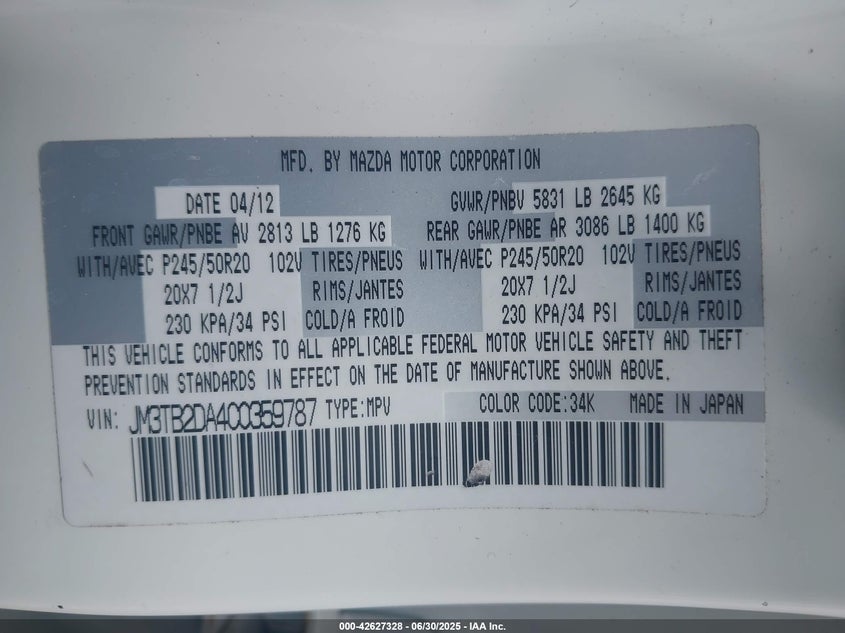 MFD. BY MAZDA MOTOR CORPORATION
DATE 04/12 GVWR/PNBV 5831 LB 2645 KG
FRONT GAWR/PNBE AV 2813 LB 1276 KG REAR GAWR/PNBE AR 3086 LB 1400 KG
WITH/AVEC P245/50R20 102V TIRES/PNEUS WITH/AVEC P245/50R20 102V TIRES/PNEUS
20X7 1/2J RIMS/JANTES 20X7 1/2J RIMS/JANTES
230 KPA/34 PSI COLD/A FROID 230 KPA/34 PSI COLD/A FROID
THIS VEHICLE CONFORMS TO ALL APPLICABLE FEDERAL MOTOR VEHICLE SAFETY AND THEFT
PREVENTION STANDARDS IN EFFECT ON THE DATE OF MANUFACTURE SHOWN ABOVE.
VIN: JM3TB2DA4C0359787 TYPE:MPV COLOR CODE:34K MADE IN JAPAN
000-42627328 - 06/30/2025 - IAA Inc.